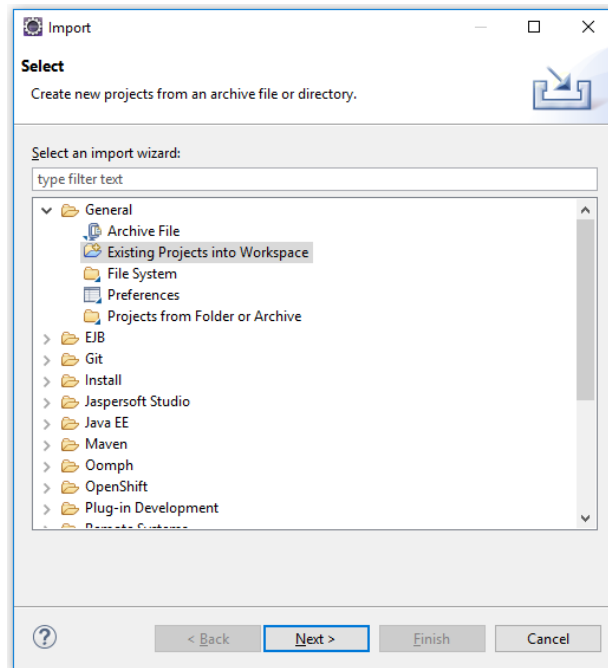 Import
Select
Create new projects from an archive file or directory.
Select an import wizard:
type filter text
General
Archive File
Existing Projects into Workspace
File System
Preferences
Projects from Folder or Archive
EJB
Git
Install
Jaspersoft Studio
Java EE
Maven
Oomph
OpenShift
Plug-in Development
Remote Systems
? < Back Next > Finish Cancel